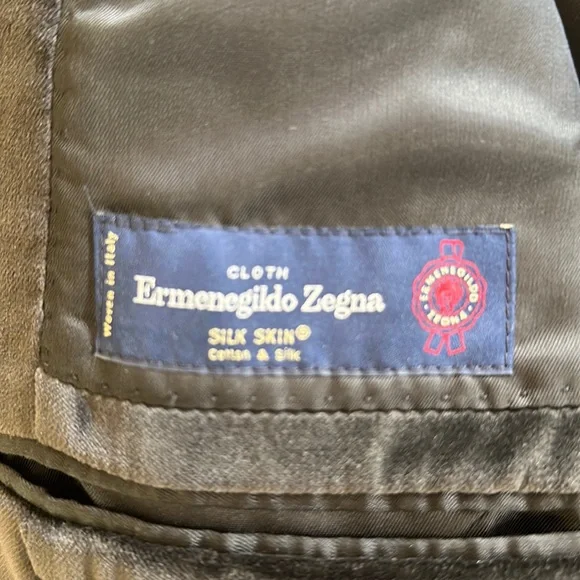 Woven in Italy
CLOTH
Ermenegildo Zegna
SILK SKIN©
Cotton & Silk
ERMENEGILDO
ZEGNA